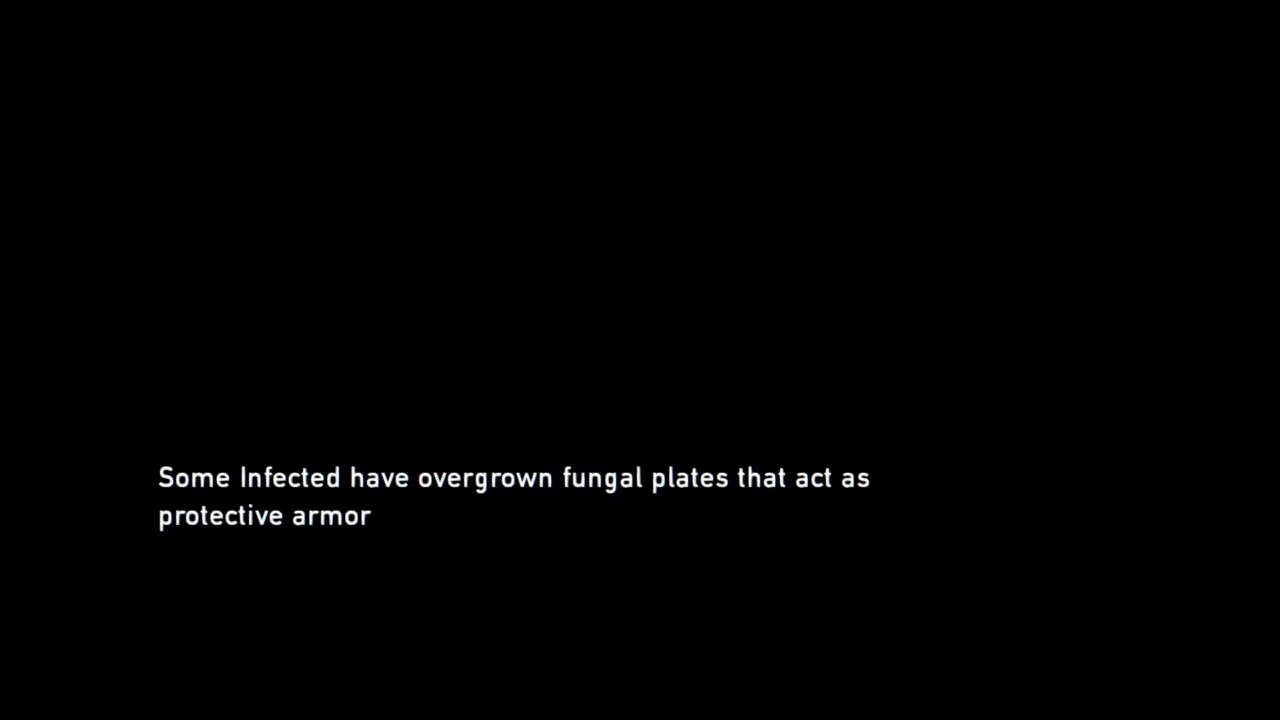 Some Infected have overgrown fungal plates that act as
protective armor